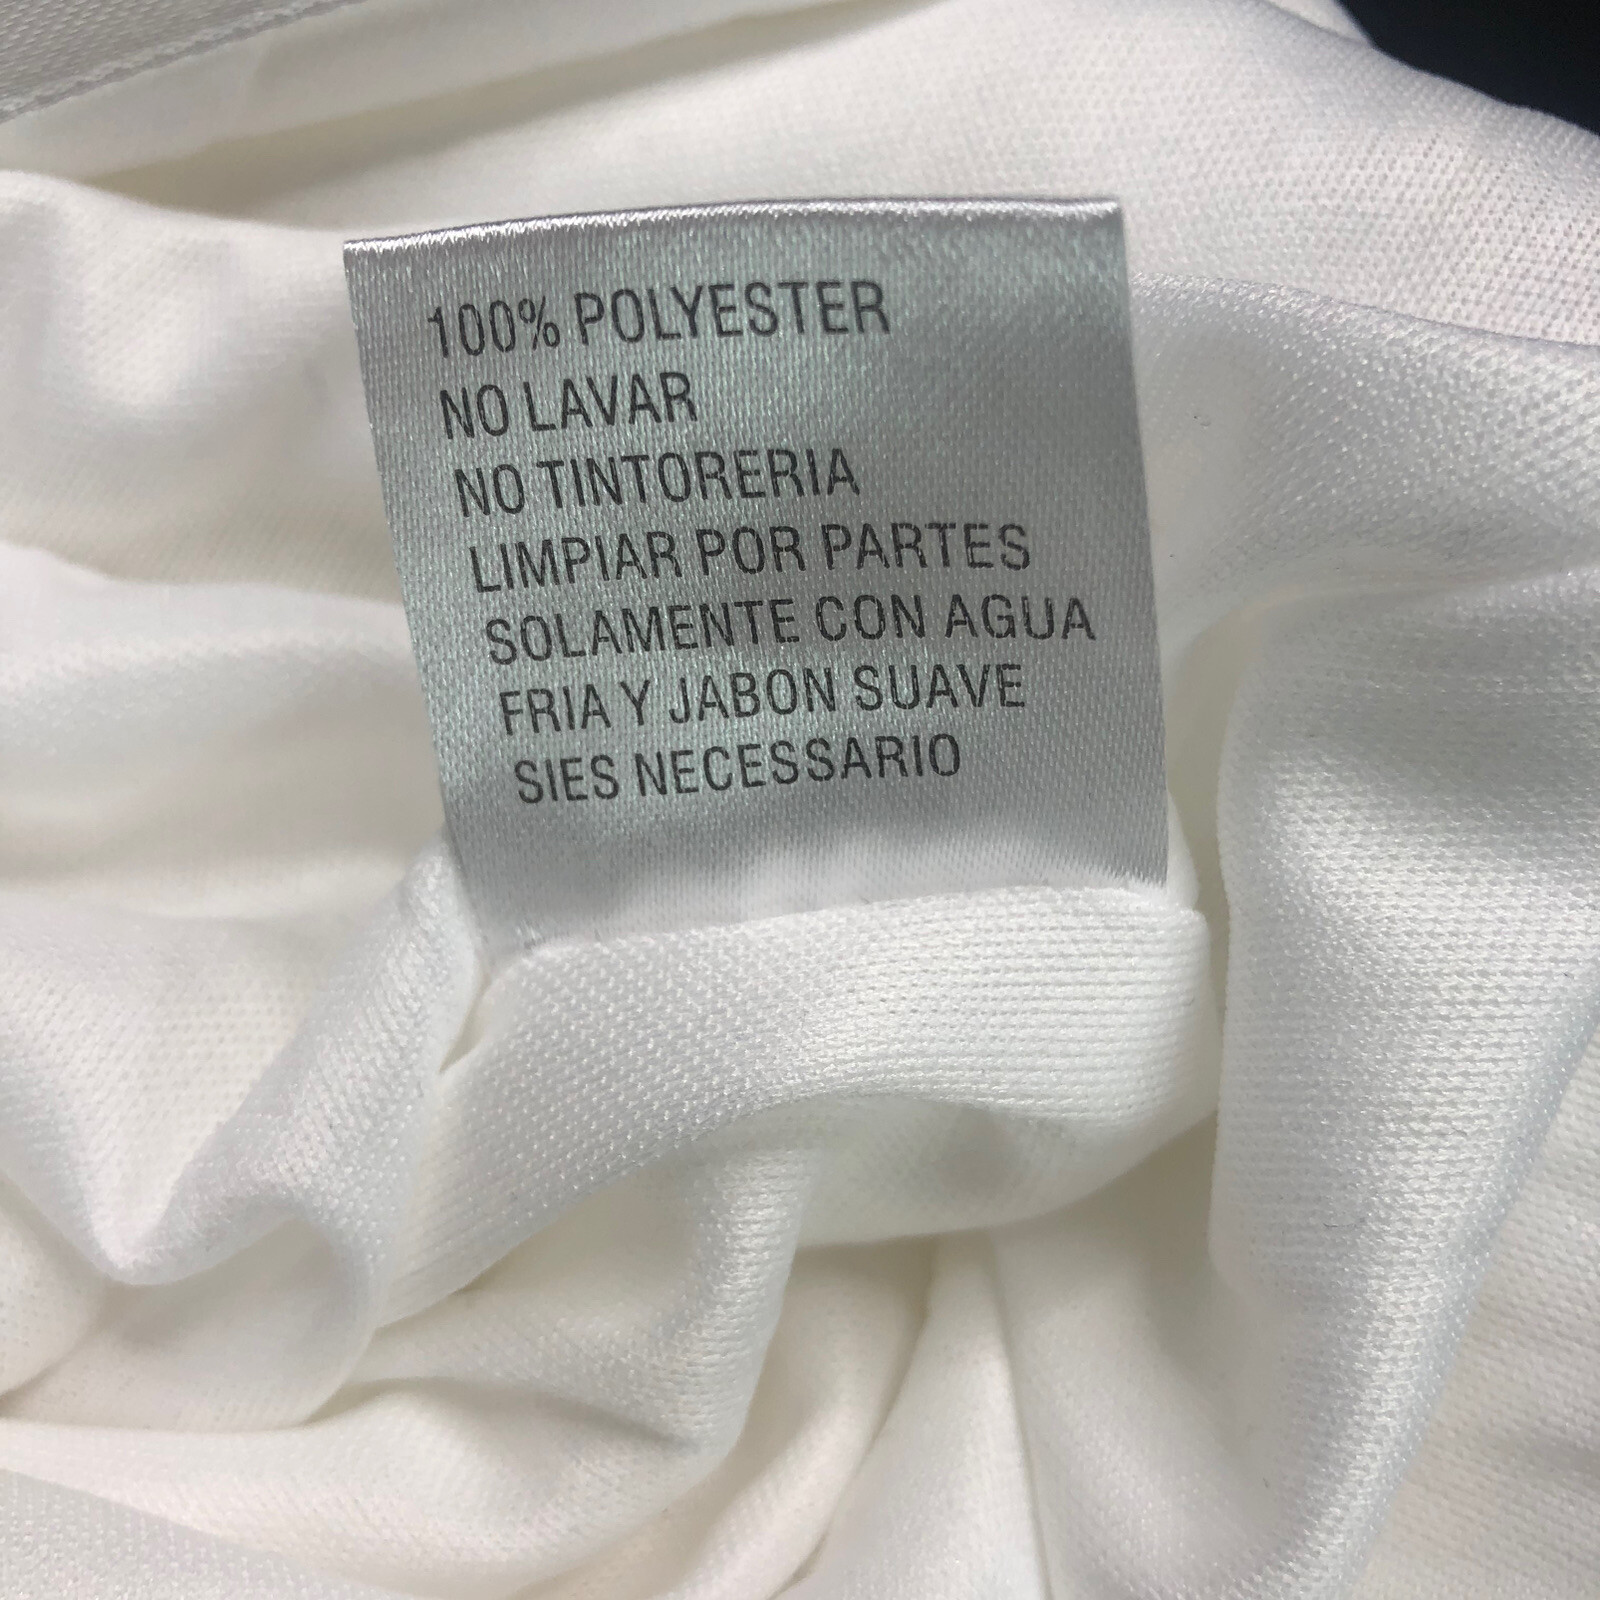 100% POLYESTER
NO LAVAR
NO TINTORERIA
LIMPIAR POR PARTES
SOLAMENTE CON AGUA
FRIA Y JABON SUAVE
SIES NECESSARIO